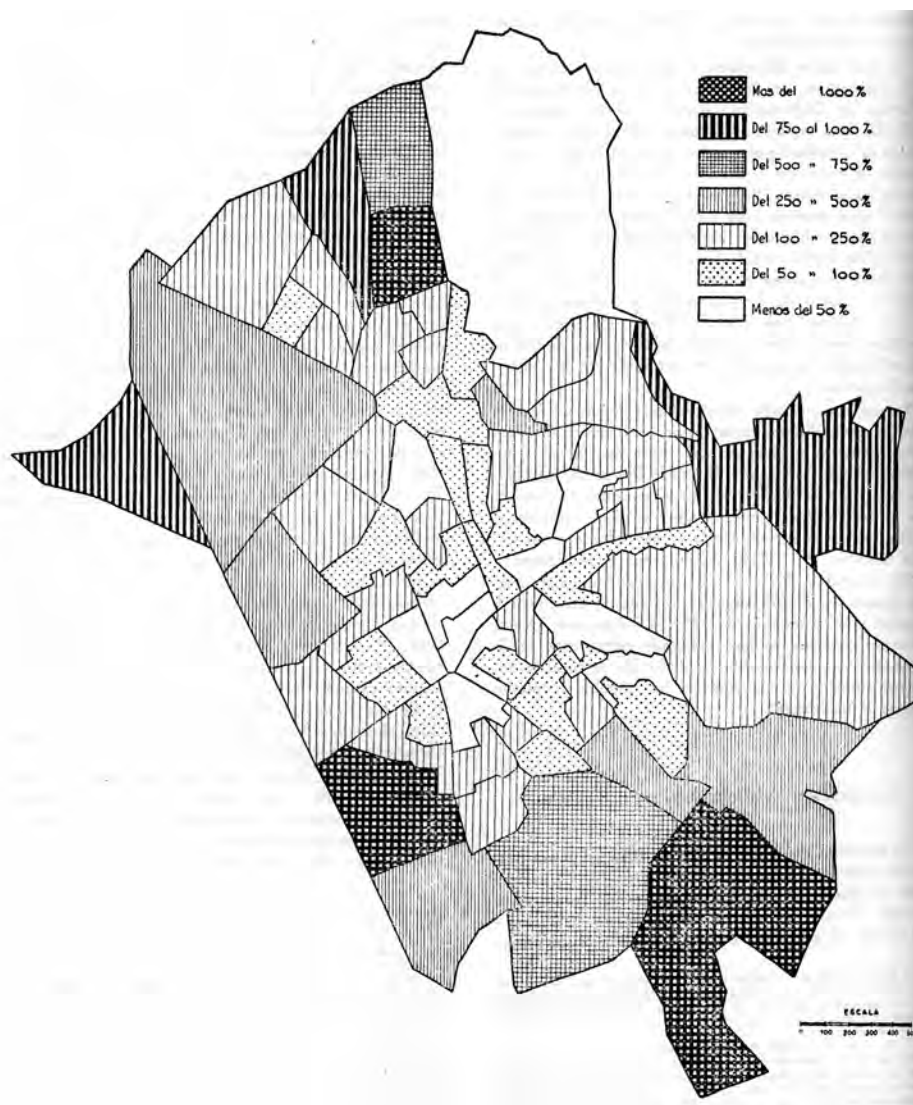 Mas del 1.000%
Del 750 al 1.000%
Del 500 " 750%
Del 250 " 500%
Del 100 " 250%
Del 50 " 100%
Menos del 50%
ESCALA
0 100 200 300 400